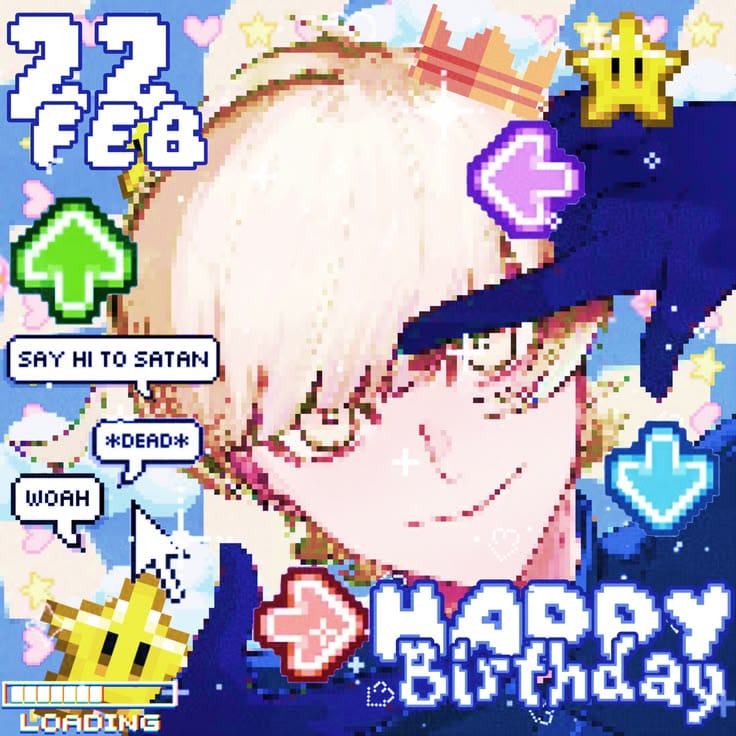 22
FEB
SAY HI TO SATAN
*DEAD*
WOAH
HAPPY
Birthday
LOADING